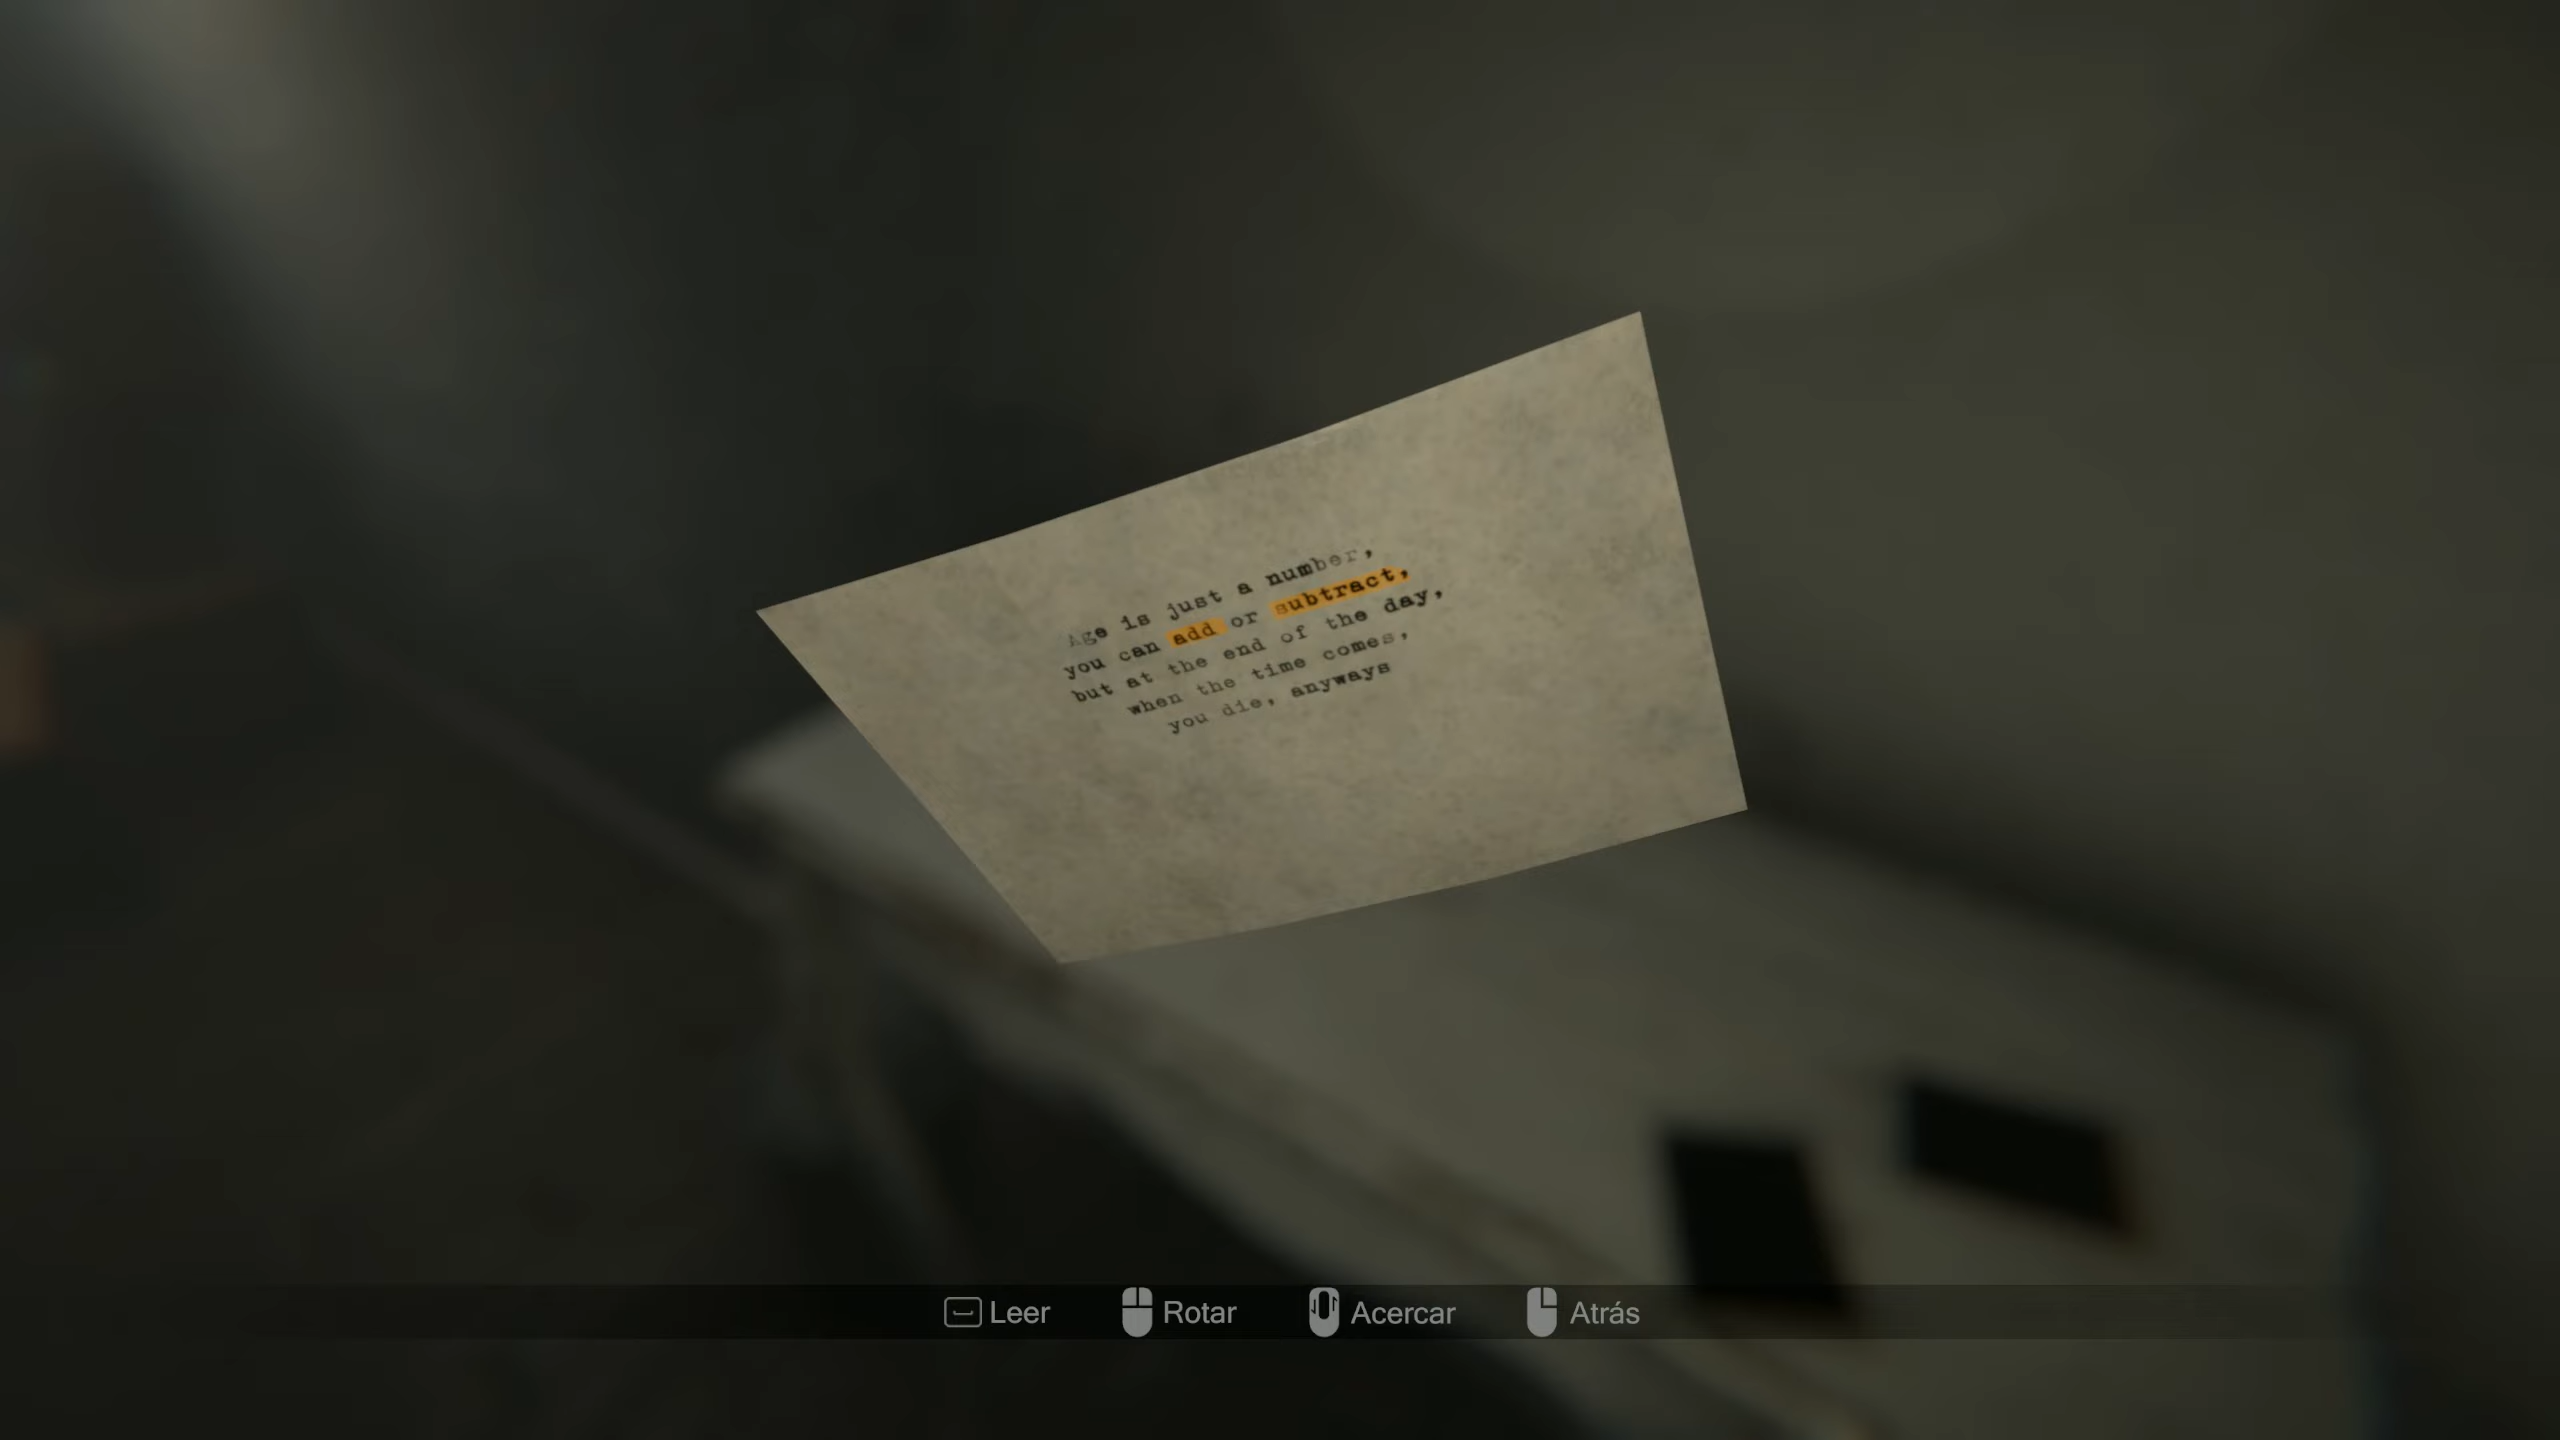 Age is just a number,
you can add or subtract,
but at the end of the day,
when the time comes,
you die, anyways
Leer Rotar Acercar Atrás